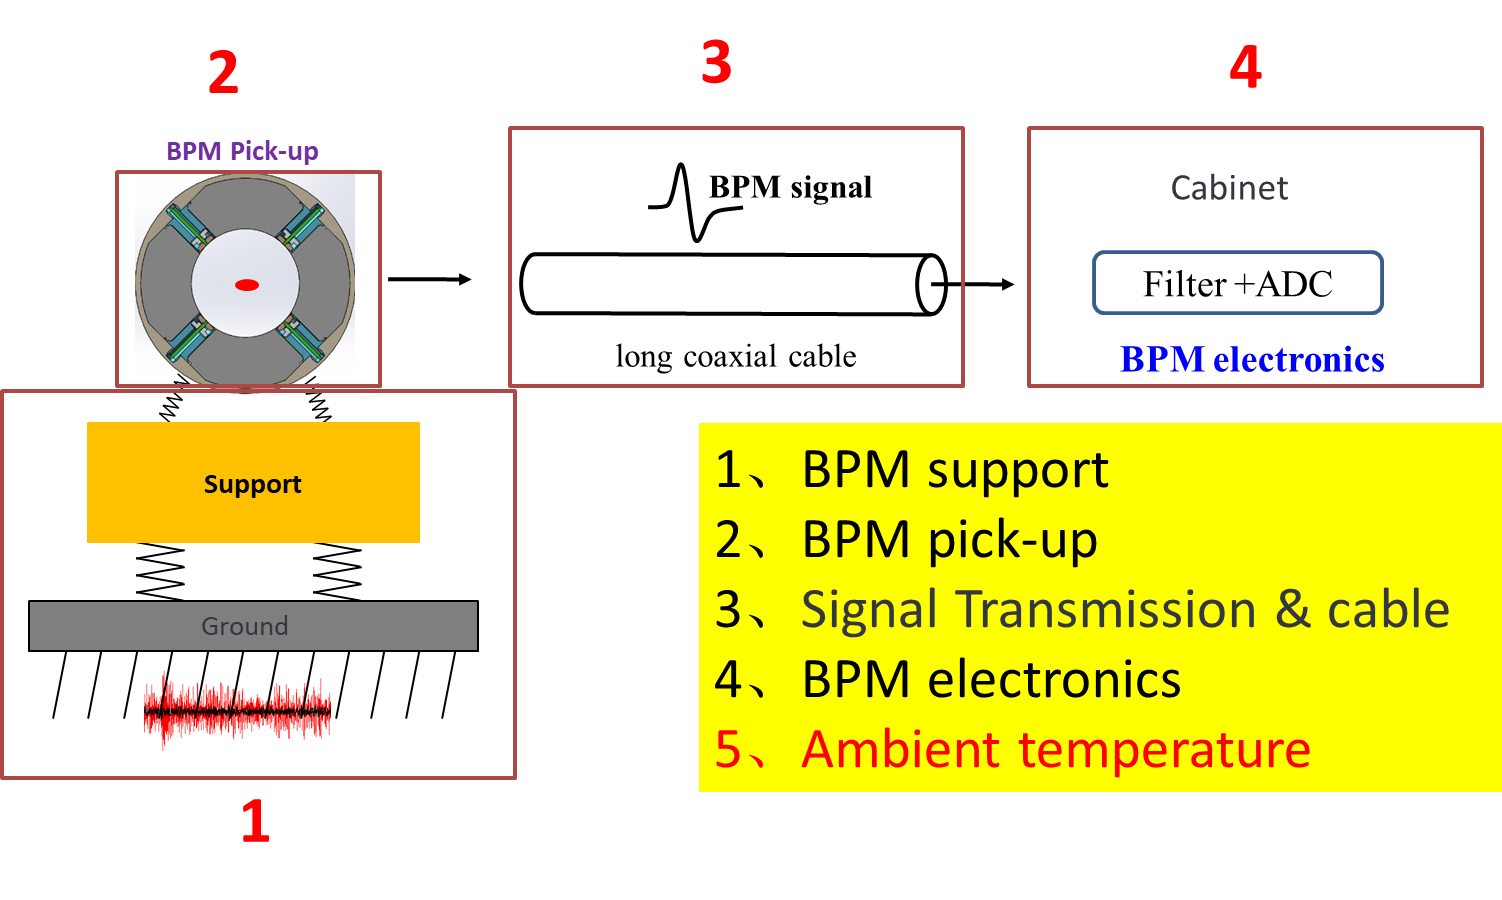 2
3
4
BPM Pick-up
BPM signal
long coaxial cable
Cabinet
Filter +ADC
BPM electronics
Support
Ground
1
1、BPM support
2、BPM pick-up
3、Signal Transmission & cable
4、BPM electronics
5、Ambient temperature